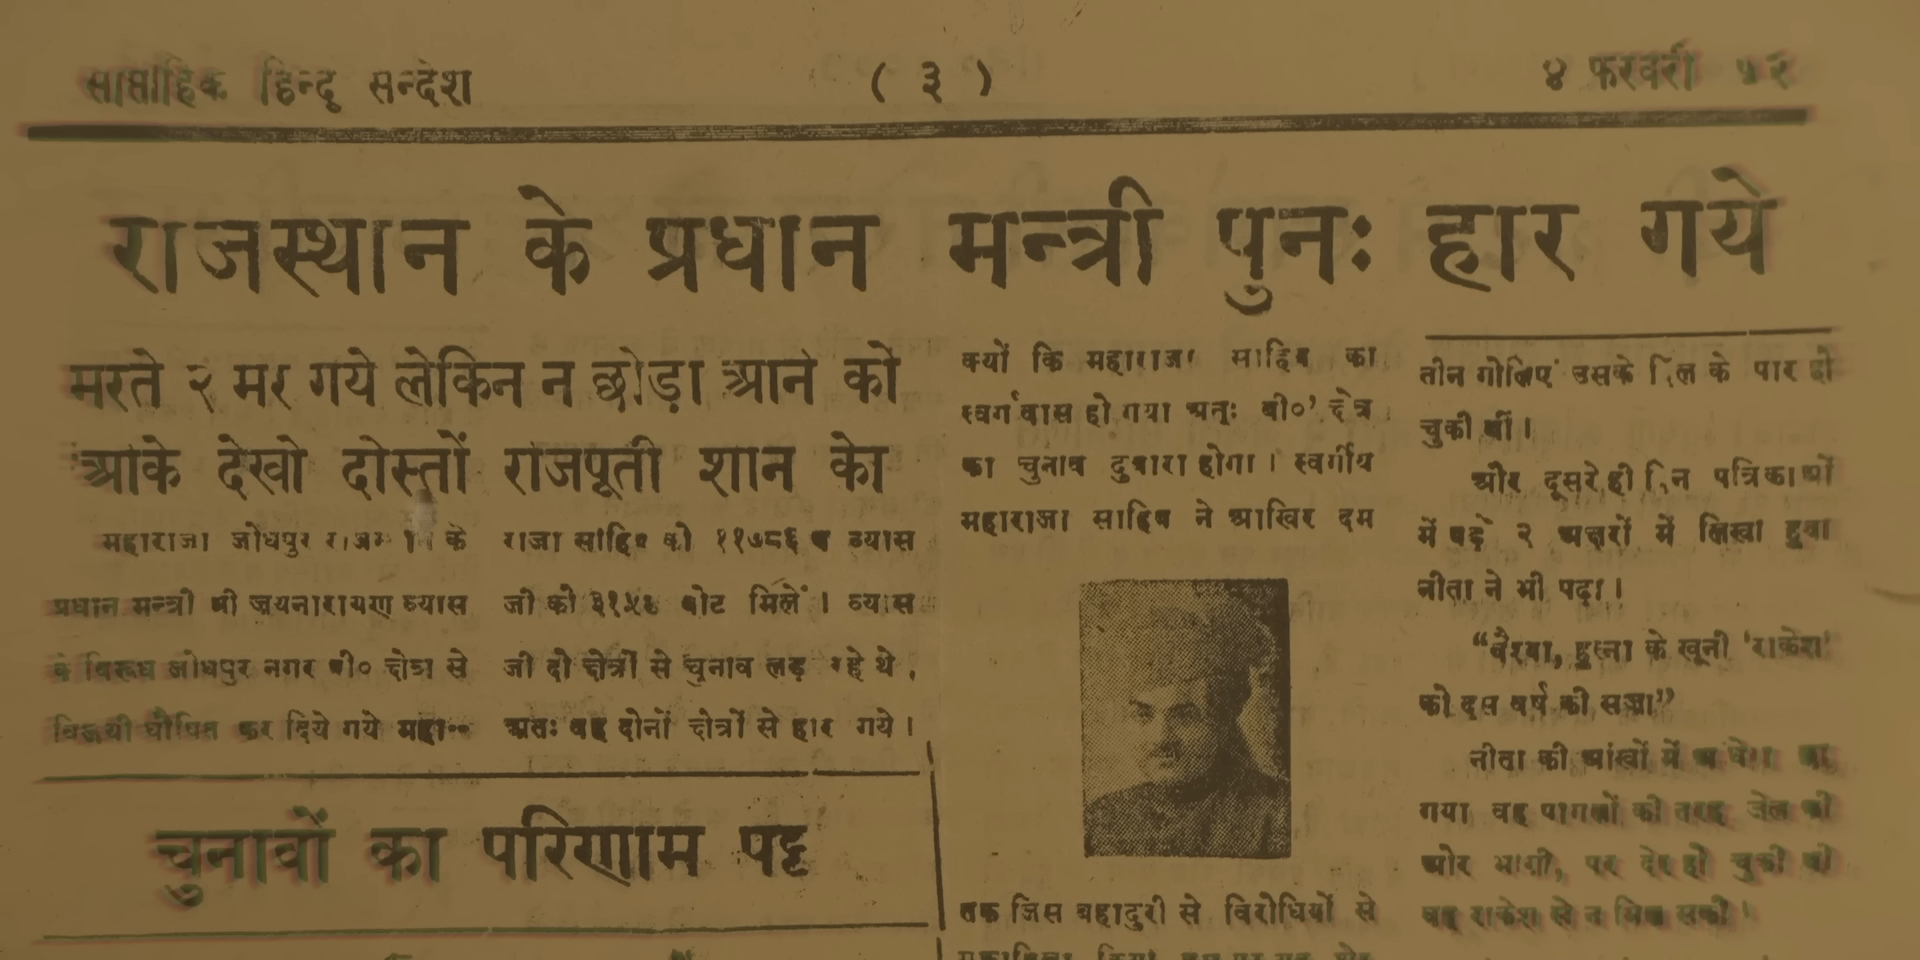 साप्ताहिक हिन्दू सन्देश
( ३ )
४ फरवरी ५२
राजस्थान के प्रधान मन्त्री पुनः हार गये
मरते २ मर गये लेकिन न छोड़ा आन को
आके देखो दोस्तों राजपूती शान को
महाराजा जोधपुर के
प्रधान मन्त्री श्री जयनारायण व्यास
के विरूध जोधपुर नगर बी० क्षेत्र से
विजयी घोषित कर दिये गये महा-
राजा साहिब को ११७८६ व व्यास
जी को वोट मिले । व्यास
जी दो क्षेत्रों से चुनाव लड़ रहे थे ,
अतः वह दोनों क्षेत्रों से हार गये ।
चुनावों का परिणाम पट्ट
क्यों कि महाराजा साहिब का
स्वर्गवास हो गया अतः बी०' क्षेत्र
का चुनाव दुबारा होगा । स्वर्गीय
महाराजा साहिब ने आखिर दम
तक जिस बहादुरी से विरोधियों से
तीन गोलिएं उसके दिल के पार हो
चुकी थीं ।
और दूसरे ही दिन पत्रिकाओं
में बड़े २ अक्षरों में लिखा हुवा
नीता ने भी पढ़ा ।
“वैश्या, हुस्ना के खूनी 'राकेश'
को दस वर्ष की सजा”
नीता की आंखों में
गया वह पागलों की तरह जेल की
ओर भागी, पर देर हो चुकी थी
वह राकेश से न मिल सकी ।